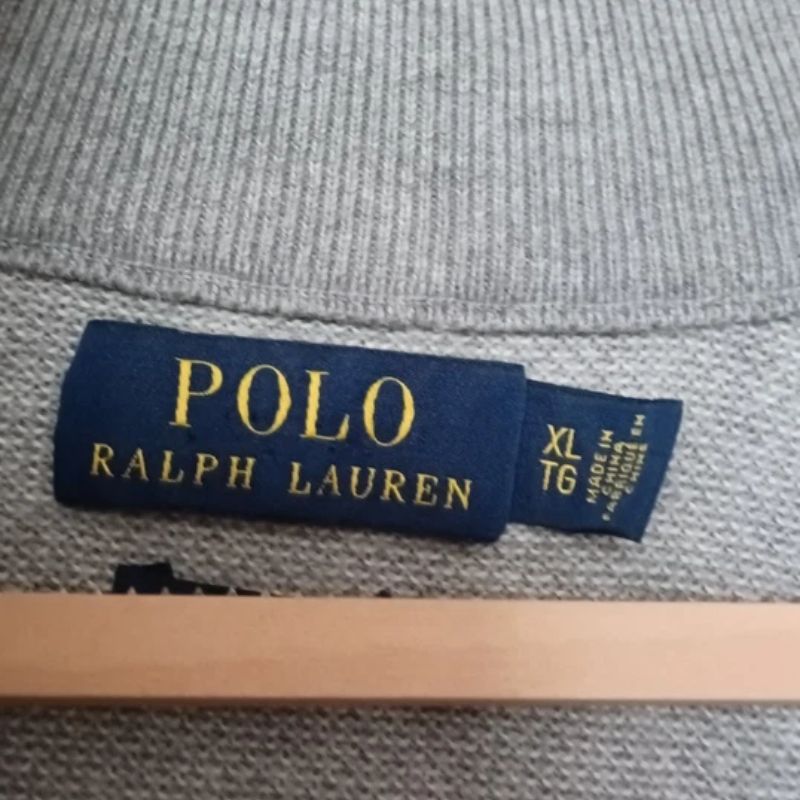 POLO
RALPH LAUREN
XL
TG
MADE IN
CHINA
FABRIQUÉ EN
CHINE